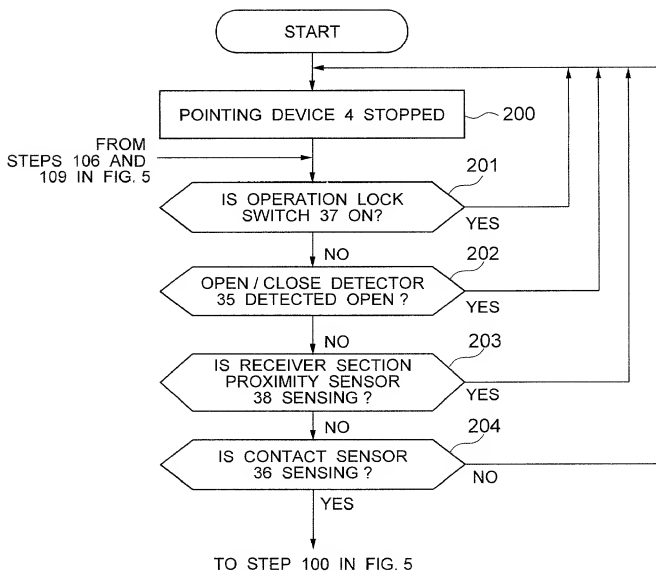 START
POINTING DEVICE 4 STOPPED
200
FROM
STEPS 106 AND
109 IN FIG. 5
201
IS OPERATION LOCK
SWITCH 37 ON?
YES
NO
202
OPEN / CLOSE DETECTOR
35 DETECTED OPEN ?
YES
NO
203
IS RECEIVER SECTION
PROXIMITY SENSOR
38 SENSING ?
YES
NO
204
IS CONTACT SENSOR
36 SENSING ?
NO
YES
TO STEP 100 IN FIG. 5